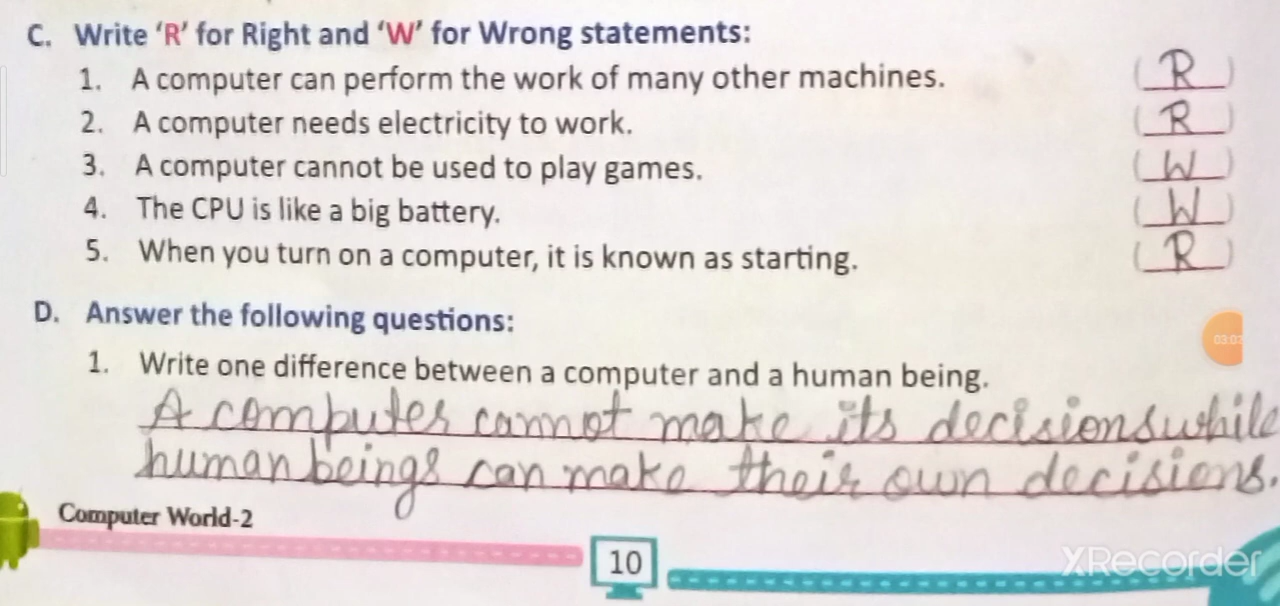 C. Write ‘R’ for Right and ‘W’ for Wrong statements:
1. A computer can perform the work of many other machines. ( R )
2. A computer needs electricity to work. ( R )
3. A computer cannot be used to play games. ( W )
4. The CPU is like a big battery. ( W )
5. When you turn on a computer, it is known as starting. ( R )
D. Answer the following questions:
03:02
1. Write one difference between a computer and a human being.
A computer cannot make its decisions while
human beings can make their own decisions.
Computer World-2
10
XRecorder